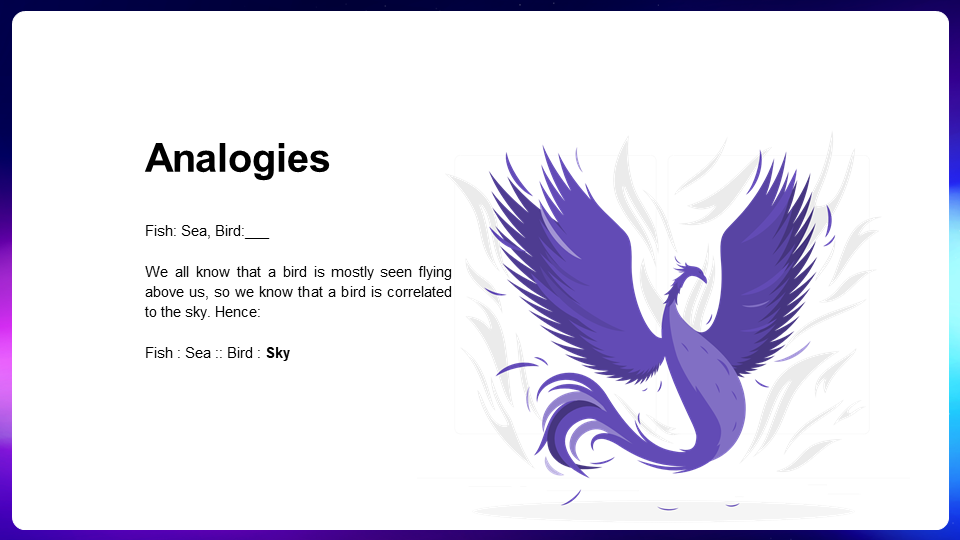 Analogies
Fish: Sea, Bird:___
We all know that a bird is mostly seen flying
above us, so we know that a bird is correlated
to the sky. Hence:
Fish : Sea :: Bird : Sky